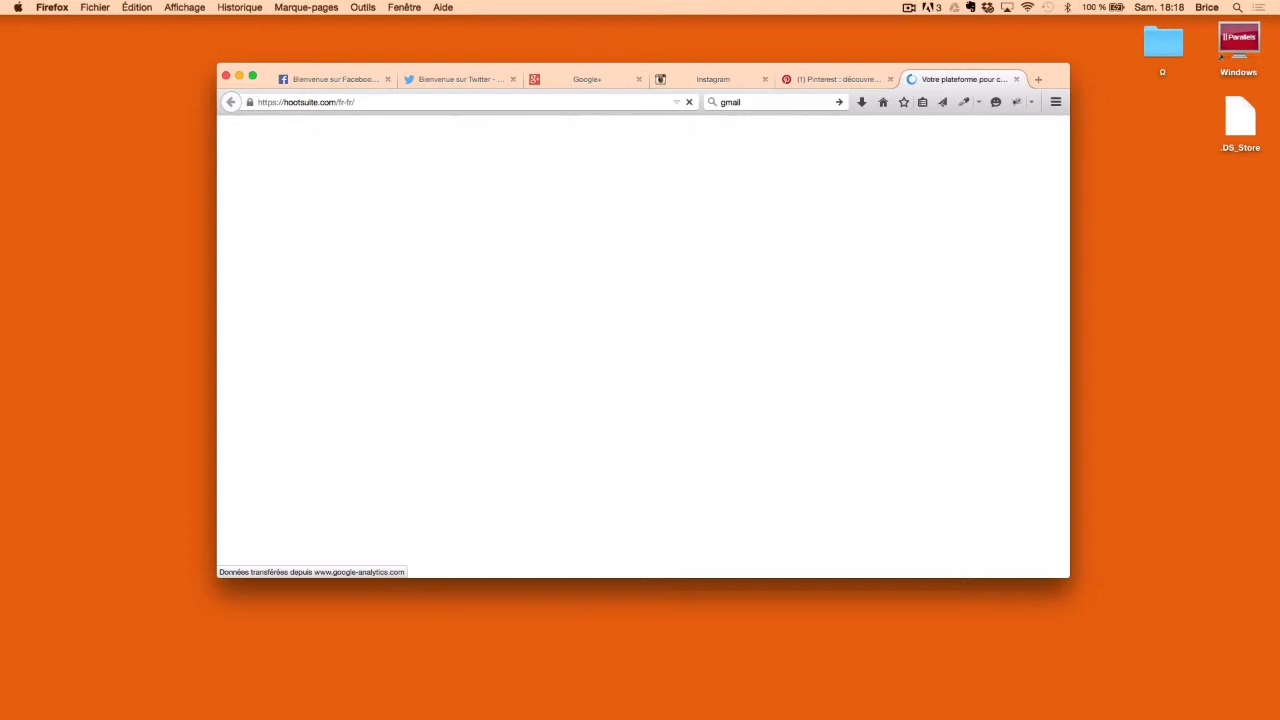 Firefox Fichier Édition Affichage Historique Marque-pages Outils Fenêtre Aide
3 100 % Sam. 18:18 Brice
Bienvenue sur Faceboo... Bienvenue sur Twitter - ... Google+ Instagram (1) Pinterest : découvre... Votre plateforme pour c...
https://hootsuite.com/fr-fr/ gmail
Données transférées depuis www.google-analytics.com
|| Parallels
Windows
.DS_Store